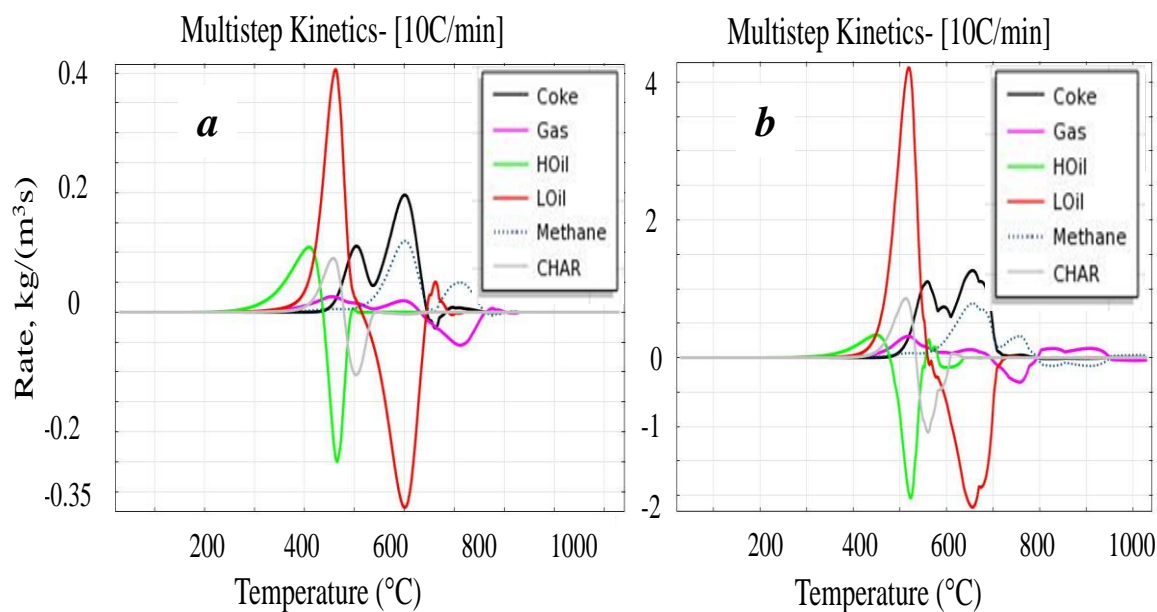 Multistep Kinetics- [10C/min]
a
Coke
Gas
HOil
LOil
Methane
CHAR
Rate, kg/(m³s)
0.4
0.2
0
-0.2
-0.35
200 400 600 800 1000
Temperature (°C)
Multistep Kinetics- [10C/min]
b
Coke
Gas
HOil
LOil
Methane
CHAR
4
2
0
-1
-2
200 400 600 800 1000
Temperature (°C)